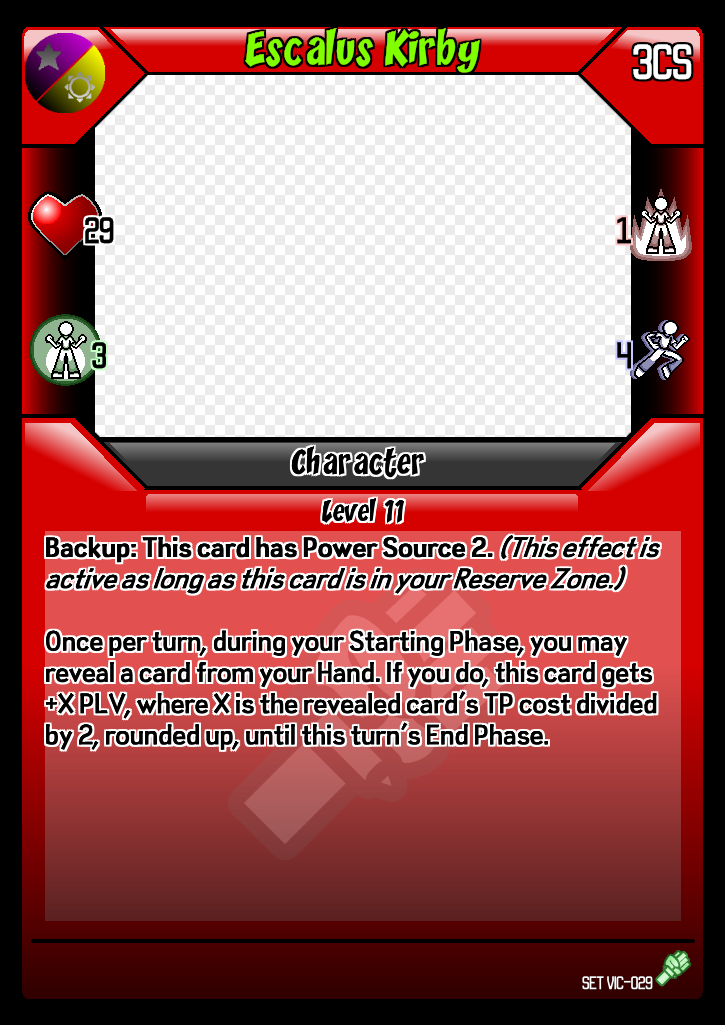 Escalus Kirby
3CS
29
1
3
4
Character
Level 11
Backup: This card has Power Source 2. (This effect is
active as long as this card is in your Reserve Zone.)
Once per turn, during your Starting Phase, you may
reveal a card from your Hand. If you do, this card gets
+X PLV, where X is the revealed card's TP cost divided
by 2, rounded up, until this turn's End Phase.
SET VIC-029